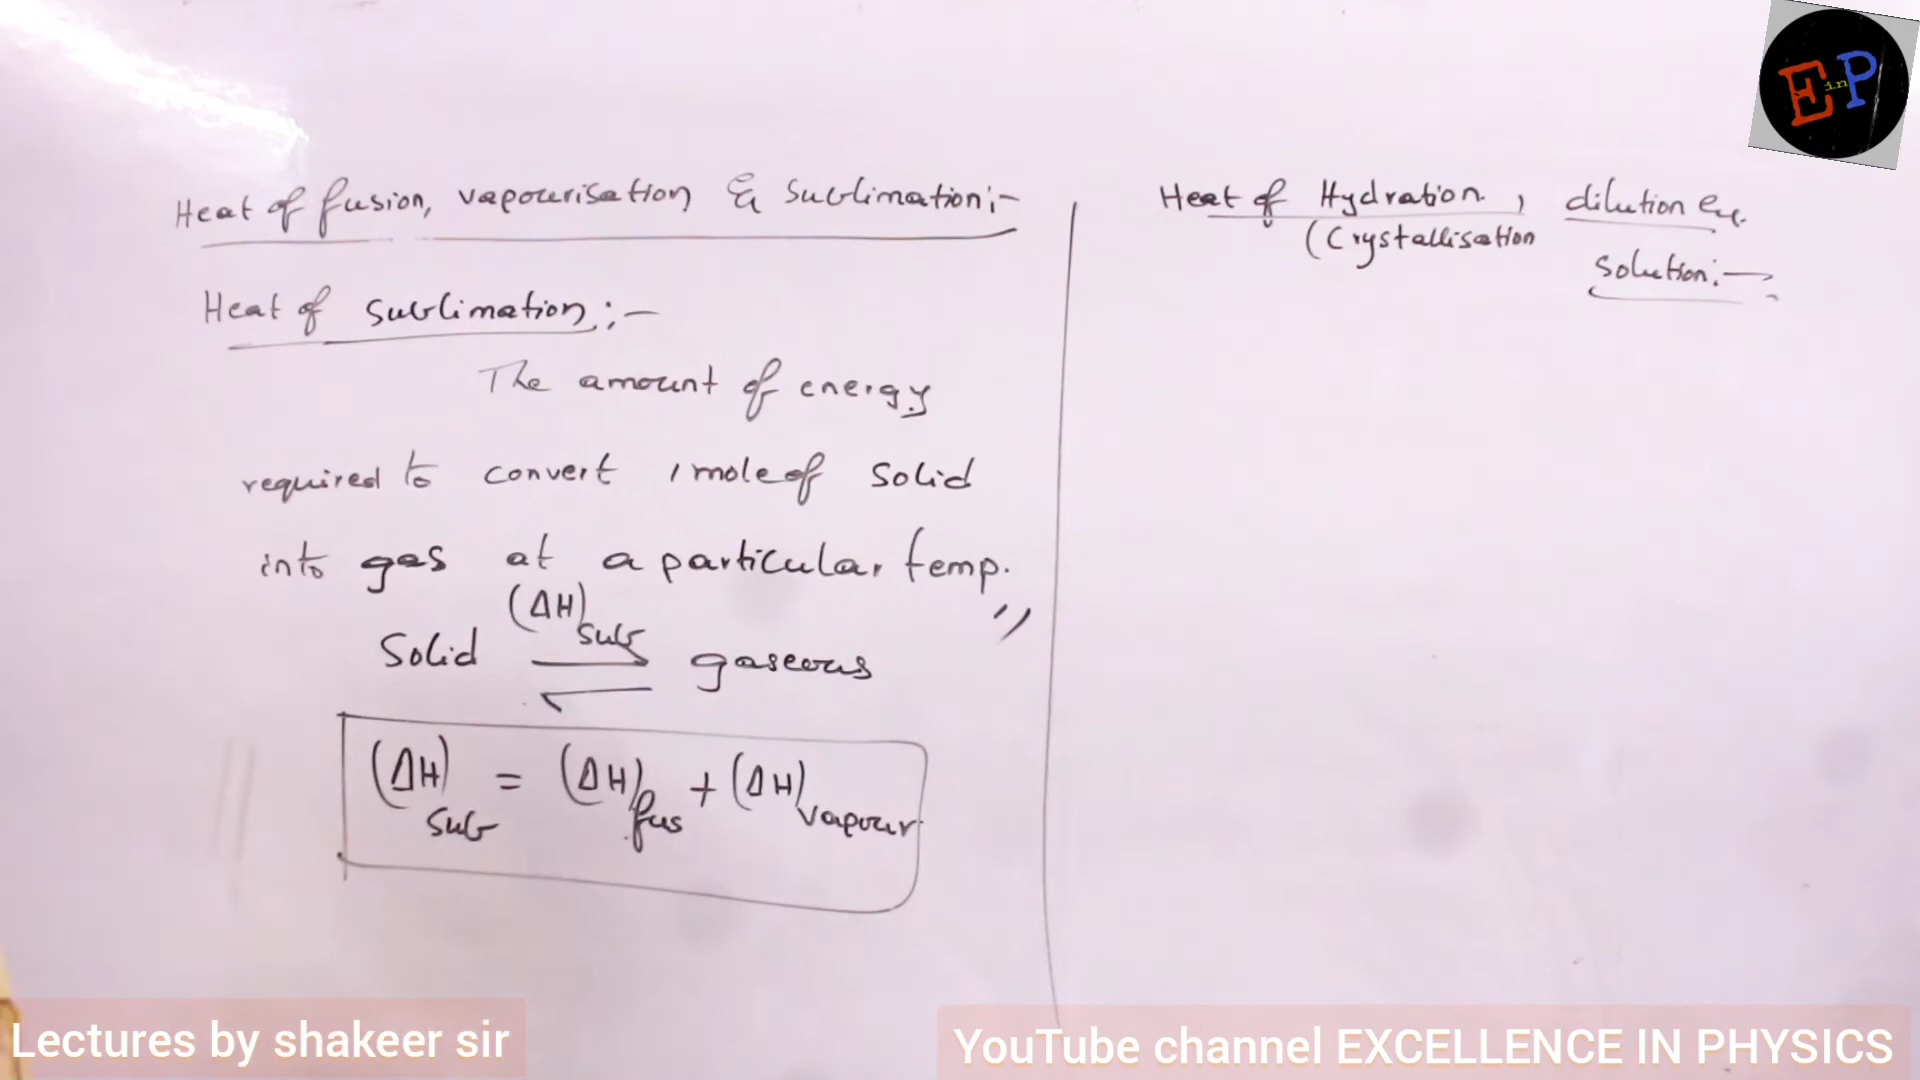 E in P
Heat of fusion, vapourisation & sublimation:-
Heat of sublimation:-
The amount of energy
required to convert 1 mole of solid
into gas at a particular temp.
(ΔH)sub
Solid ⇌ gaseous
(ΔH)sub = (ΔH)fus + (ΔH)vapour
Heat of Hydration, dilution
(Crystallisation
solution:-
Lectures by shakeer sir
YouTube channel EXCELLENCE IN PHYSICS